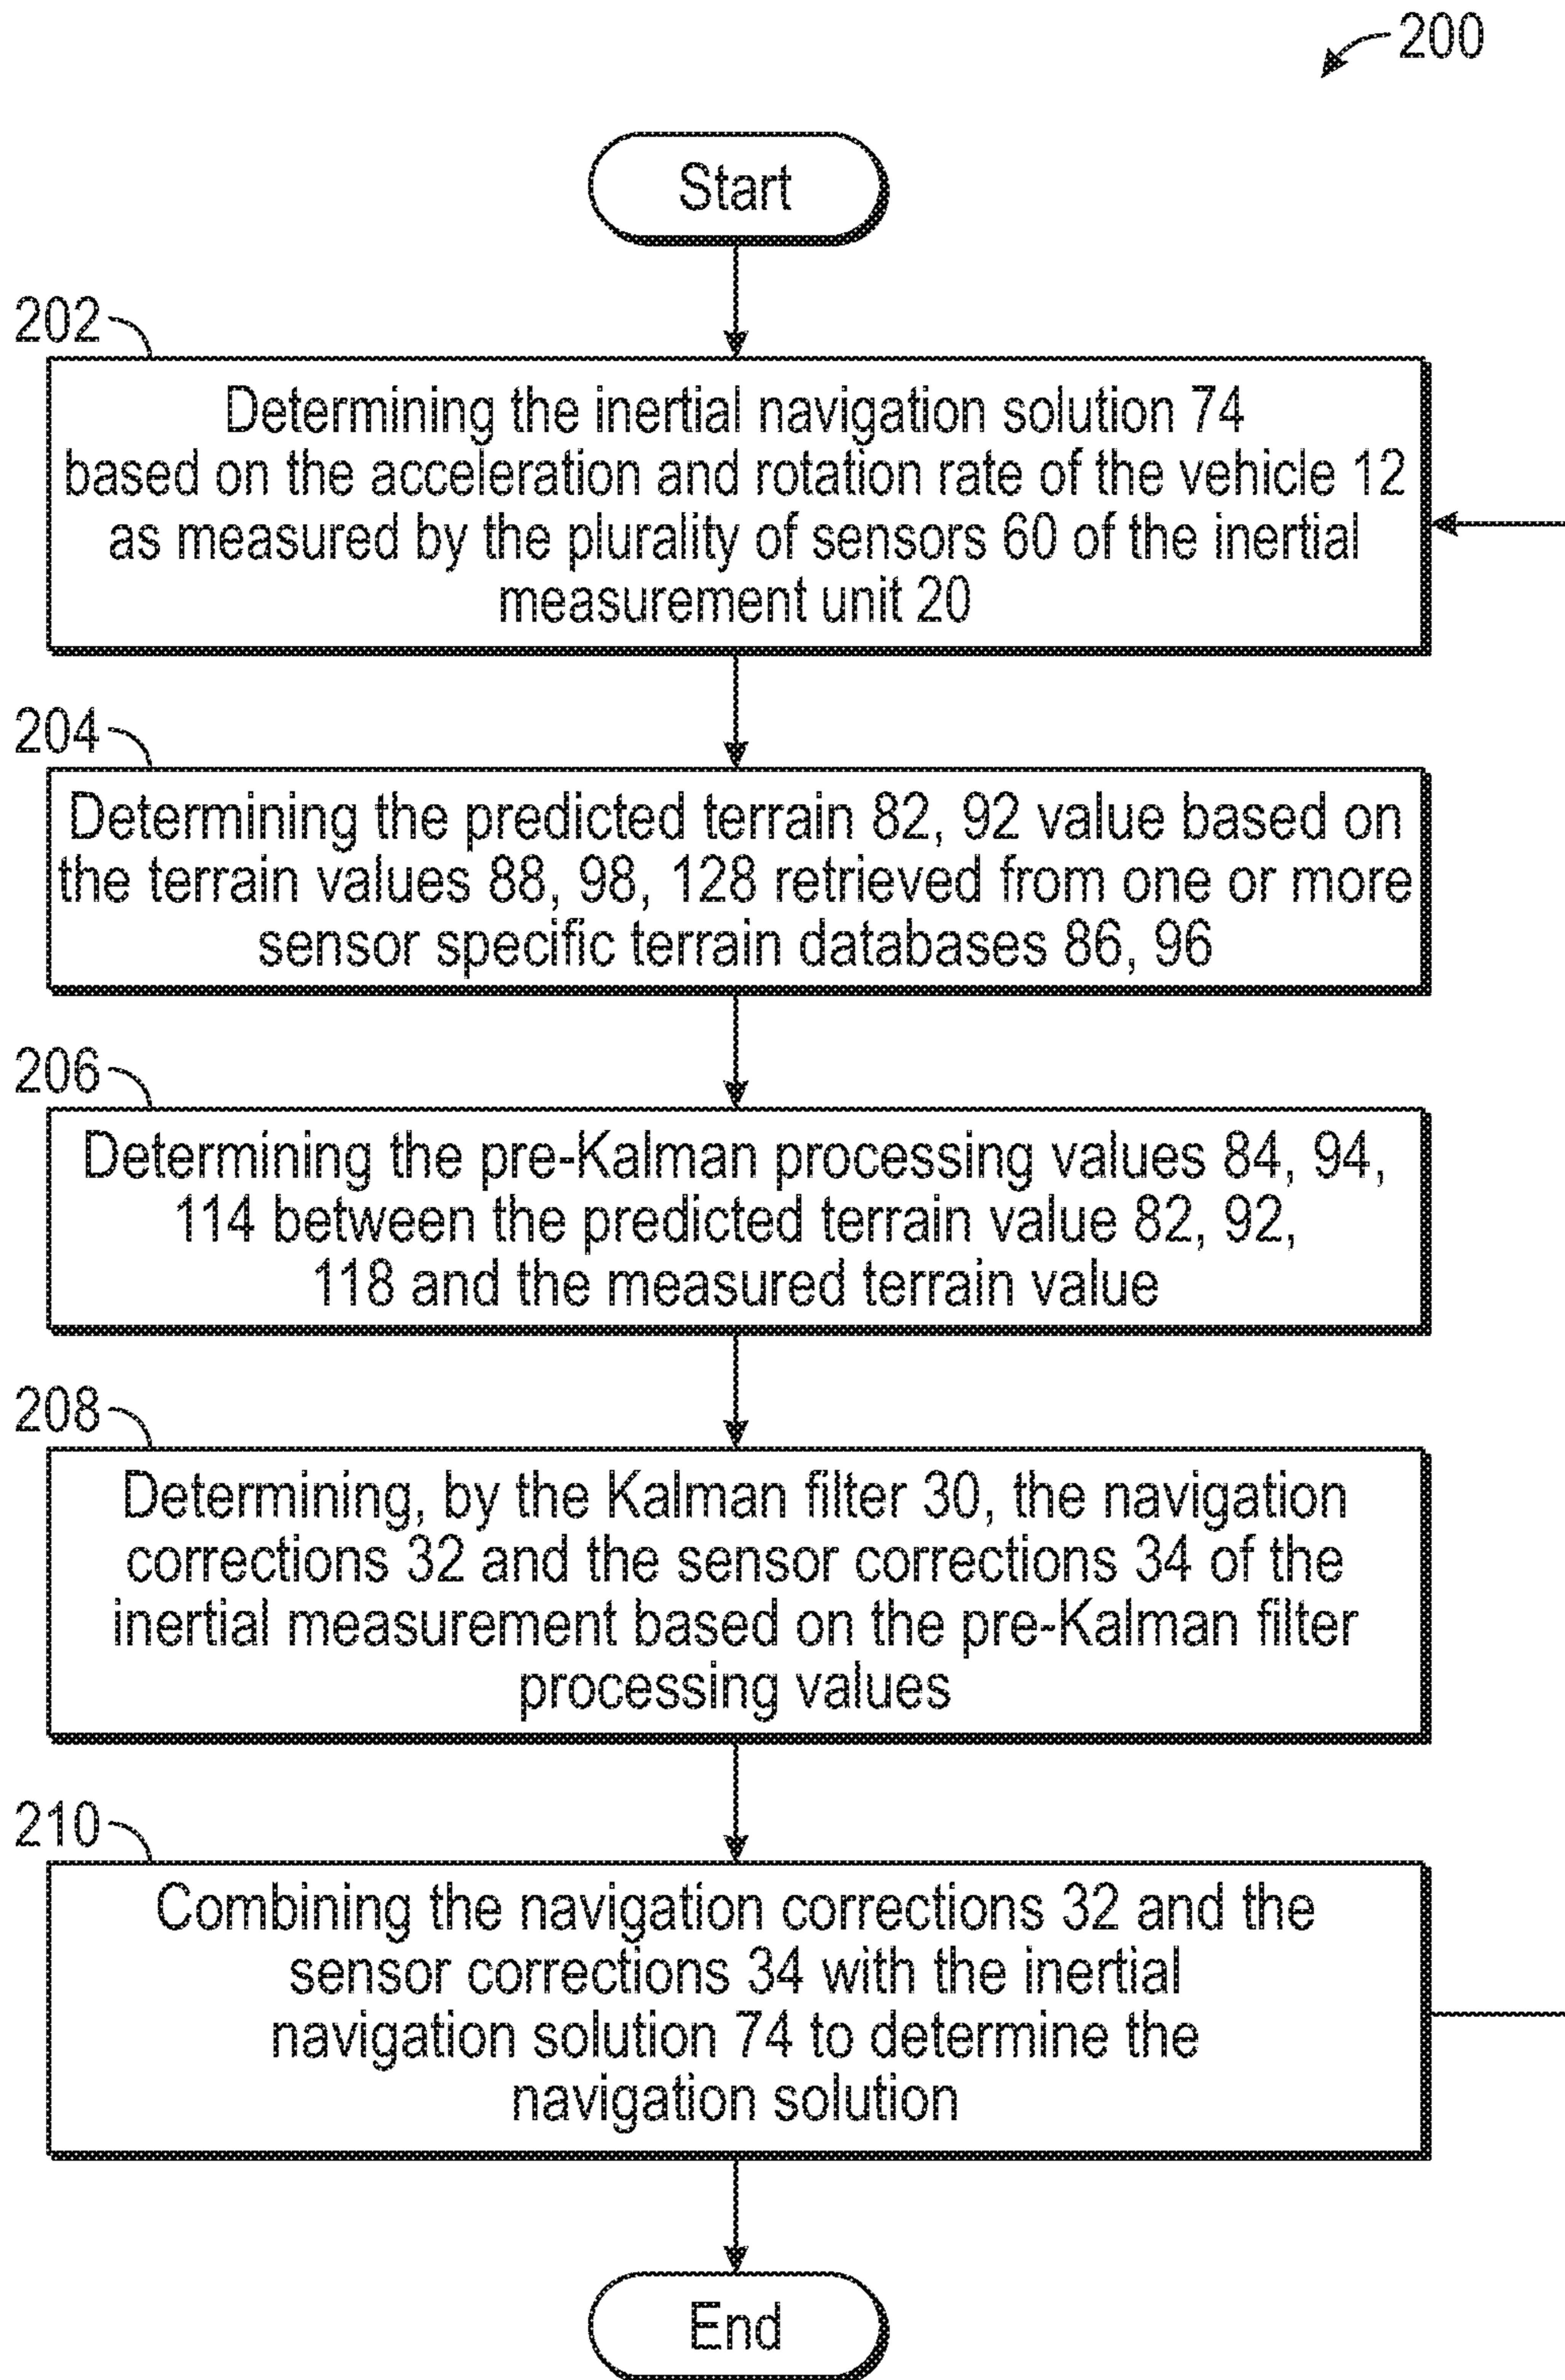 200
Start
202
Determining the inertial navigation solution 74
based on the acceleration and rotation rate of the vehicle 12
as measured by the plurality of sensors 60 of the inertial
measurement unit 20
204
Determining the predicted terrain 82, 92 value based on
the terrain values 88, 98, 128 retrieved from one or more
sensor specific terrain databases 86, 96
206
Determining the pre-Kalman processing values 84, 94,
114 between the predicted terrain value 82, 92,
118 and the measured terrain value
208
Determining, by the Kalman filter 30, the navigation
corrections 32 and the sensor corrections 34 of the
inertial measurement based on the pre-Kalman filter
processing values
210
Combining the navigation corrections 32 and the
sensor corrections 34 with the inertial
navigation solution 74 to determine the
navigation solution
End